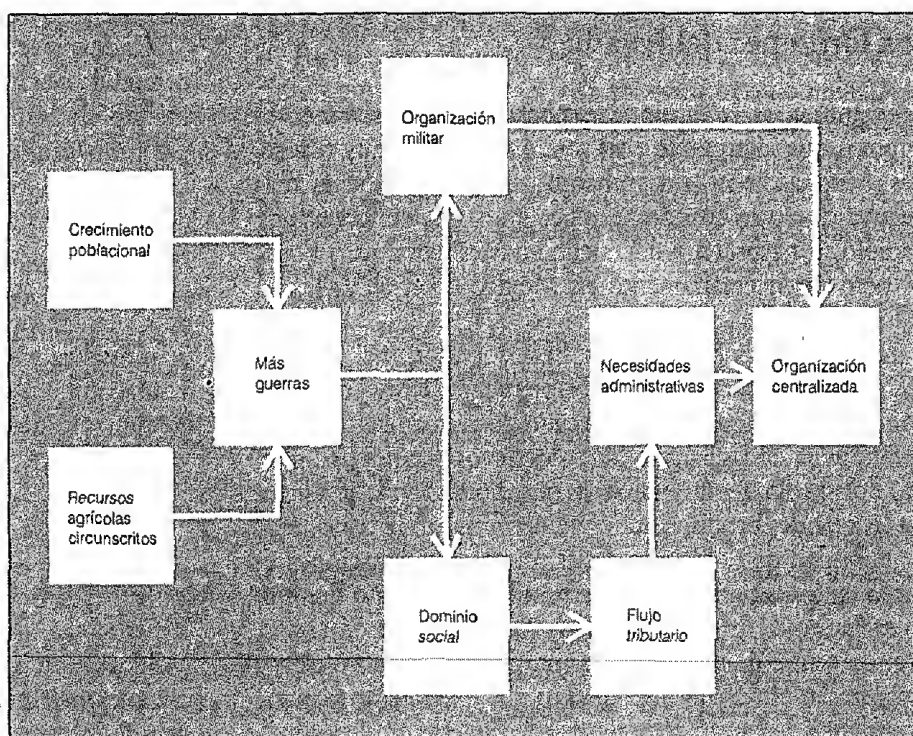 Organización
militar
Crecimiento
poblacional
Más
guerras
Necesidades
administrativas
Organización
centralizada
Recursos
agrícolas
circunscritos
Dominio
social
Flujo
tributario